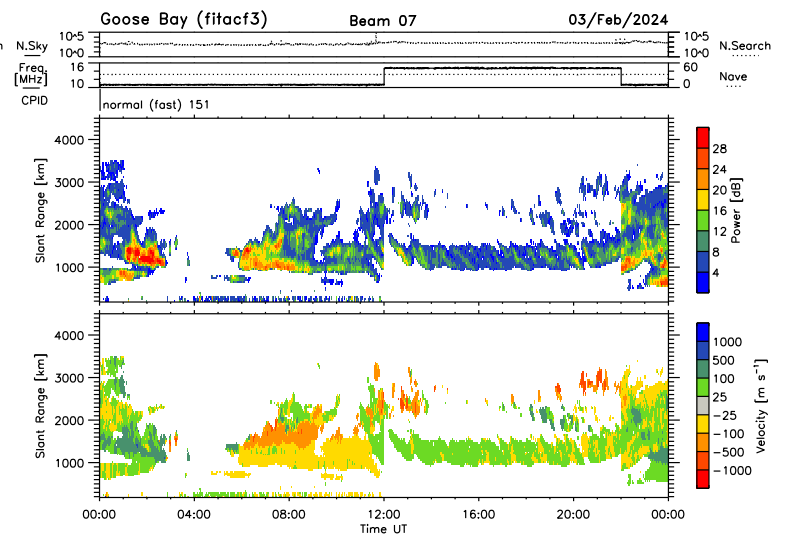 Goose Bay (fitacf3) Beam 07 03/Feb/2024
N.Sky 10^5 10^0 10^5 10^0 N.Search
Freq. [MHz] 16 10 60 0 Nave
CPID normal (fast) 151
Slant Range [km] 4000 3000 2000 1000
Power [dB] 28 24 20 16 12 8 4
Slant Range [km] 4000 3000 2000 1000
Velocity [m s⁻¹] 1000 500 100 25 −25 −100 −500 −1000
00:00 04:00 08:00 12:00 16:00 20:00 00:00
Time UT